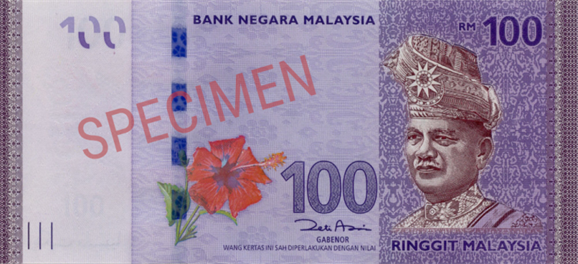 BANK NEGARA MALAYSIA
RM 100
100
SPECIMEN
100
GABENOR
WANG KERTAS INI SAH DIPERLAKUKAN DENGAN NILAI
RINGGIT MALAYSIA